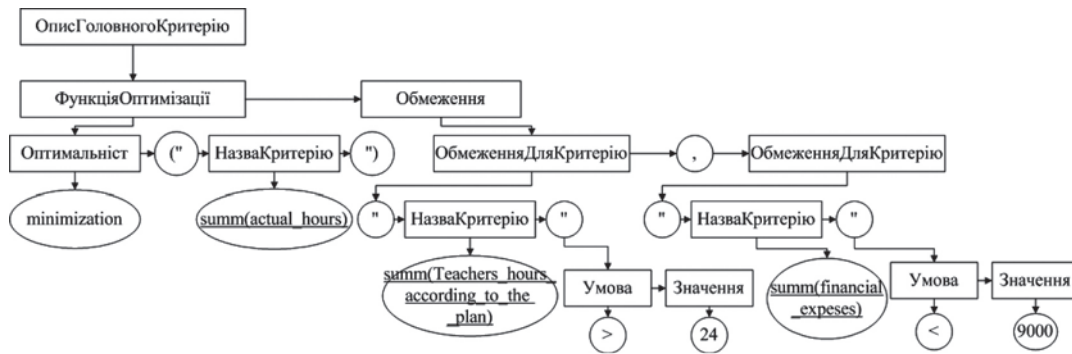 ОписГоловногоКритерію
ФункціяОптимізації
Обмеження
Оптимальніст
("
НазваКритерію
")
ОбмеженняДляКритерію
,
ОбмеженняДляКритерію
minimization
summ(actual_hours)
"
НазваКритерію
"
"
НазваКритерію
"
summ(Teachers_hours_
according_to_the
_plan)
Умова
Значення
summ(financial
_expeses)
Умова
Значення
>
24
<
9000